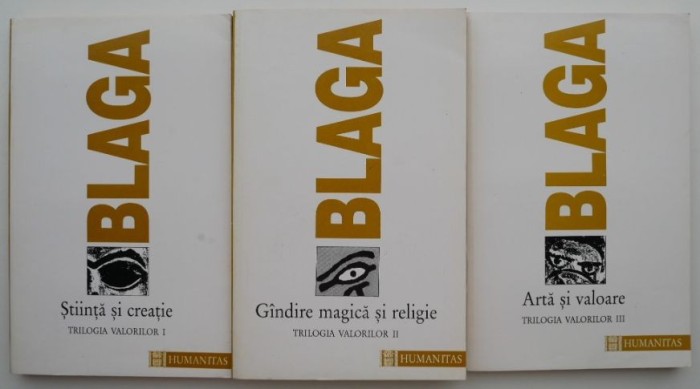 BLAGA
Știință și creație
TRILOGIA VALORILOR I
HUMANITAS
BLAGA
Gîndire magică și religie
TRILOGIA VALORILOR II
HUMANITAS
BLAGA
Artă și valoare
TRILOGIA VALORILOR III
HUMANITAS